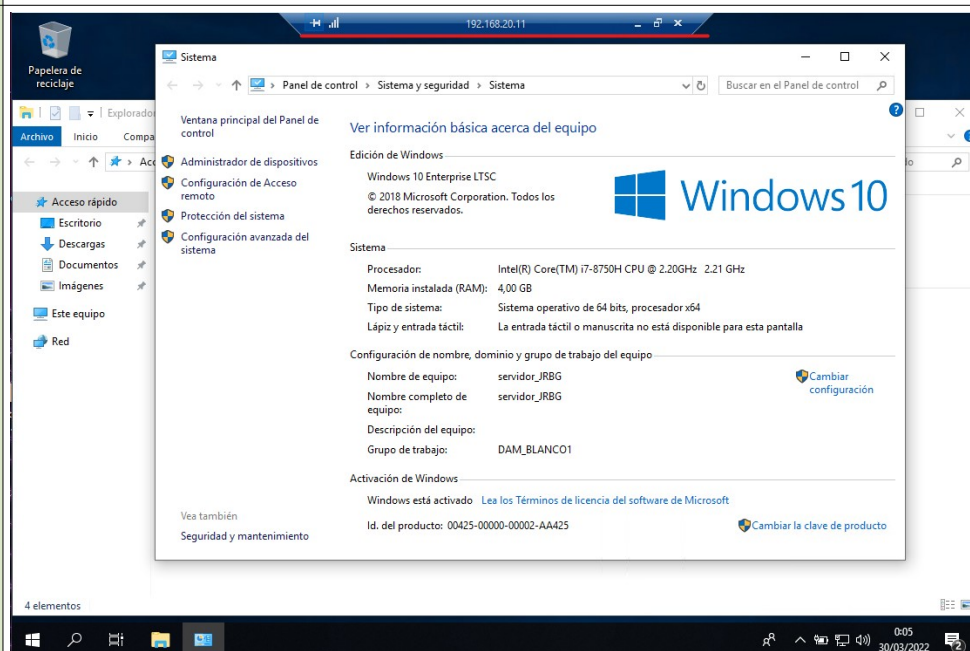 192.168.20.11
Papelera de
reciclaje
Sistema
Panel de control > Sistema y seguridad > Sistema
Buscar en el Panel de control
Explorador
Archivo Inicio Compa
Acceso rápido
Escritorio
Descargas
Documentos
Imágenes
Este equipo
Red
Ventana principal del Panel de
control
Administrador de dispositivos
Configuración de Acceso
remoto
Protección del sistema
Configuración avanzada del
sistema
Vea también
Seguridad y mantenimiento
Ver información básica acerca del equipo
Edición de Windows
Windows 10 Enterprise LTSC
© 2018 Microsoft Corporation. Todos los
derechos reservados.
Windows 10
Sistema
Procesador: Intel(R) Core(TM) i7-8750H CPU @ 2.20GHz 2.21 GHz
Memoria instalada (RAM): 4,00 GB
Tipo de sistema: Sistema operativo de 64 bits, procesador x64
Lápiz y entrada táctil: La entrada táctil o manuscrita no está disponible para esta pantalla
Configuración de nombre, dominio y grupo de trabajo del equipo
Nombre de equipo: servidor_JRBG
Cambiar
configuración
Nombre completo de
equipo:
servidor_JRBG
Descripción del equipo:
Grupo de trabajo: DAM_BLANCO1
Activación de Windows
Windows está activado Lea los Términos de licencia del software de Microsoft
Id. del producto: 00425-00000-00002-AA425
Cambiar la clave de producto
4 elementos
0:05
30/03/2022
2